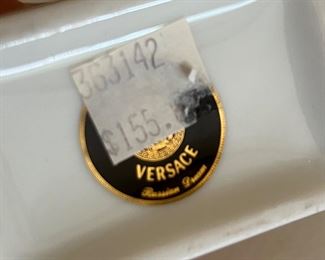 363142
$155.
VERSACE
Russian Dream